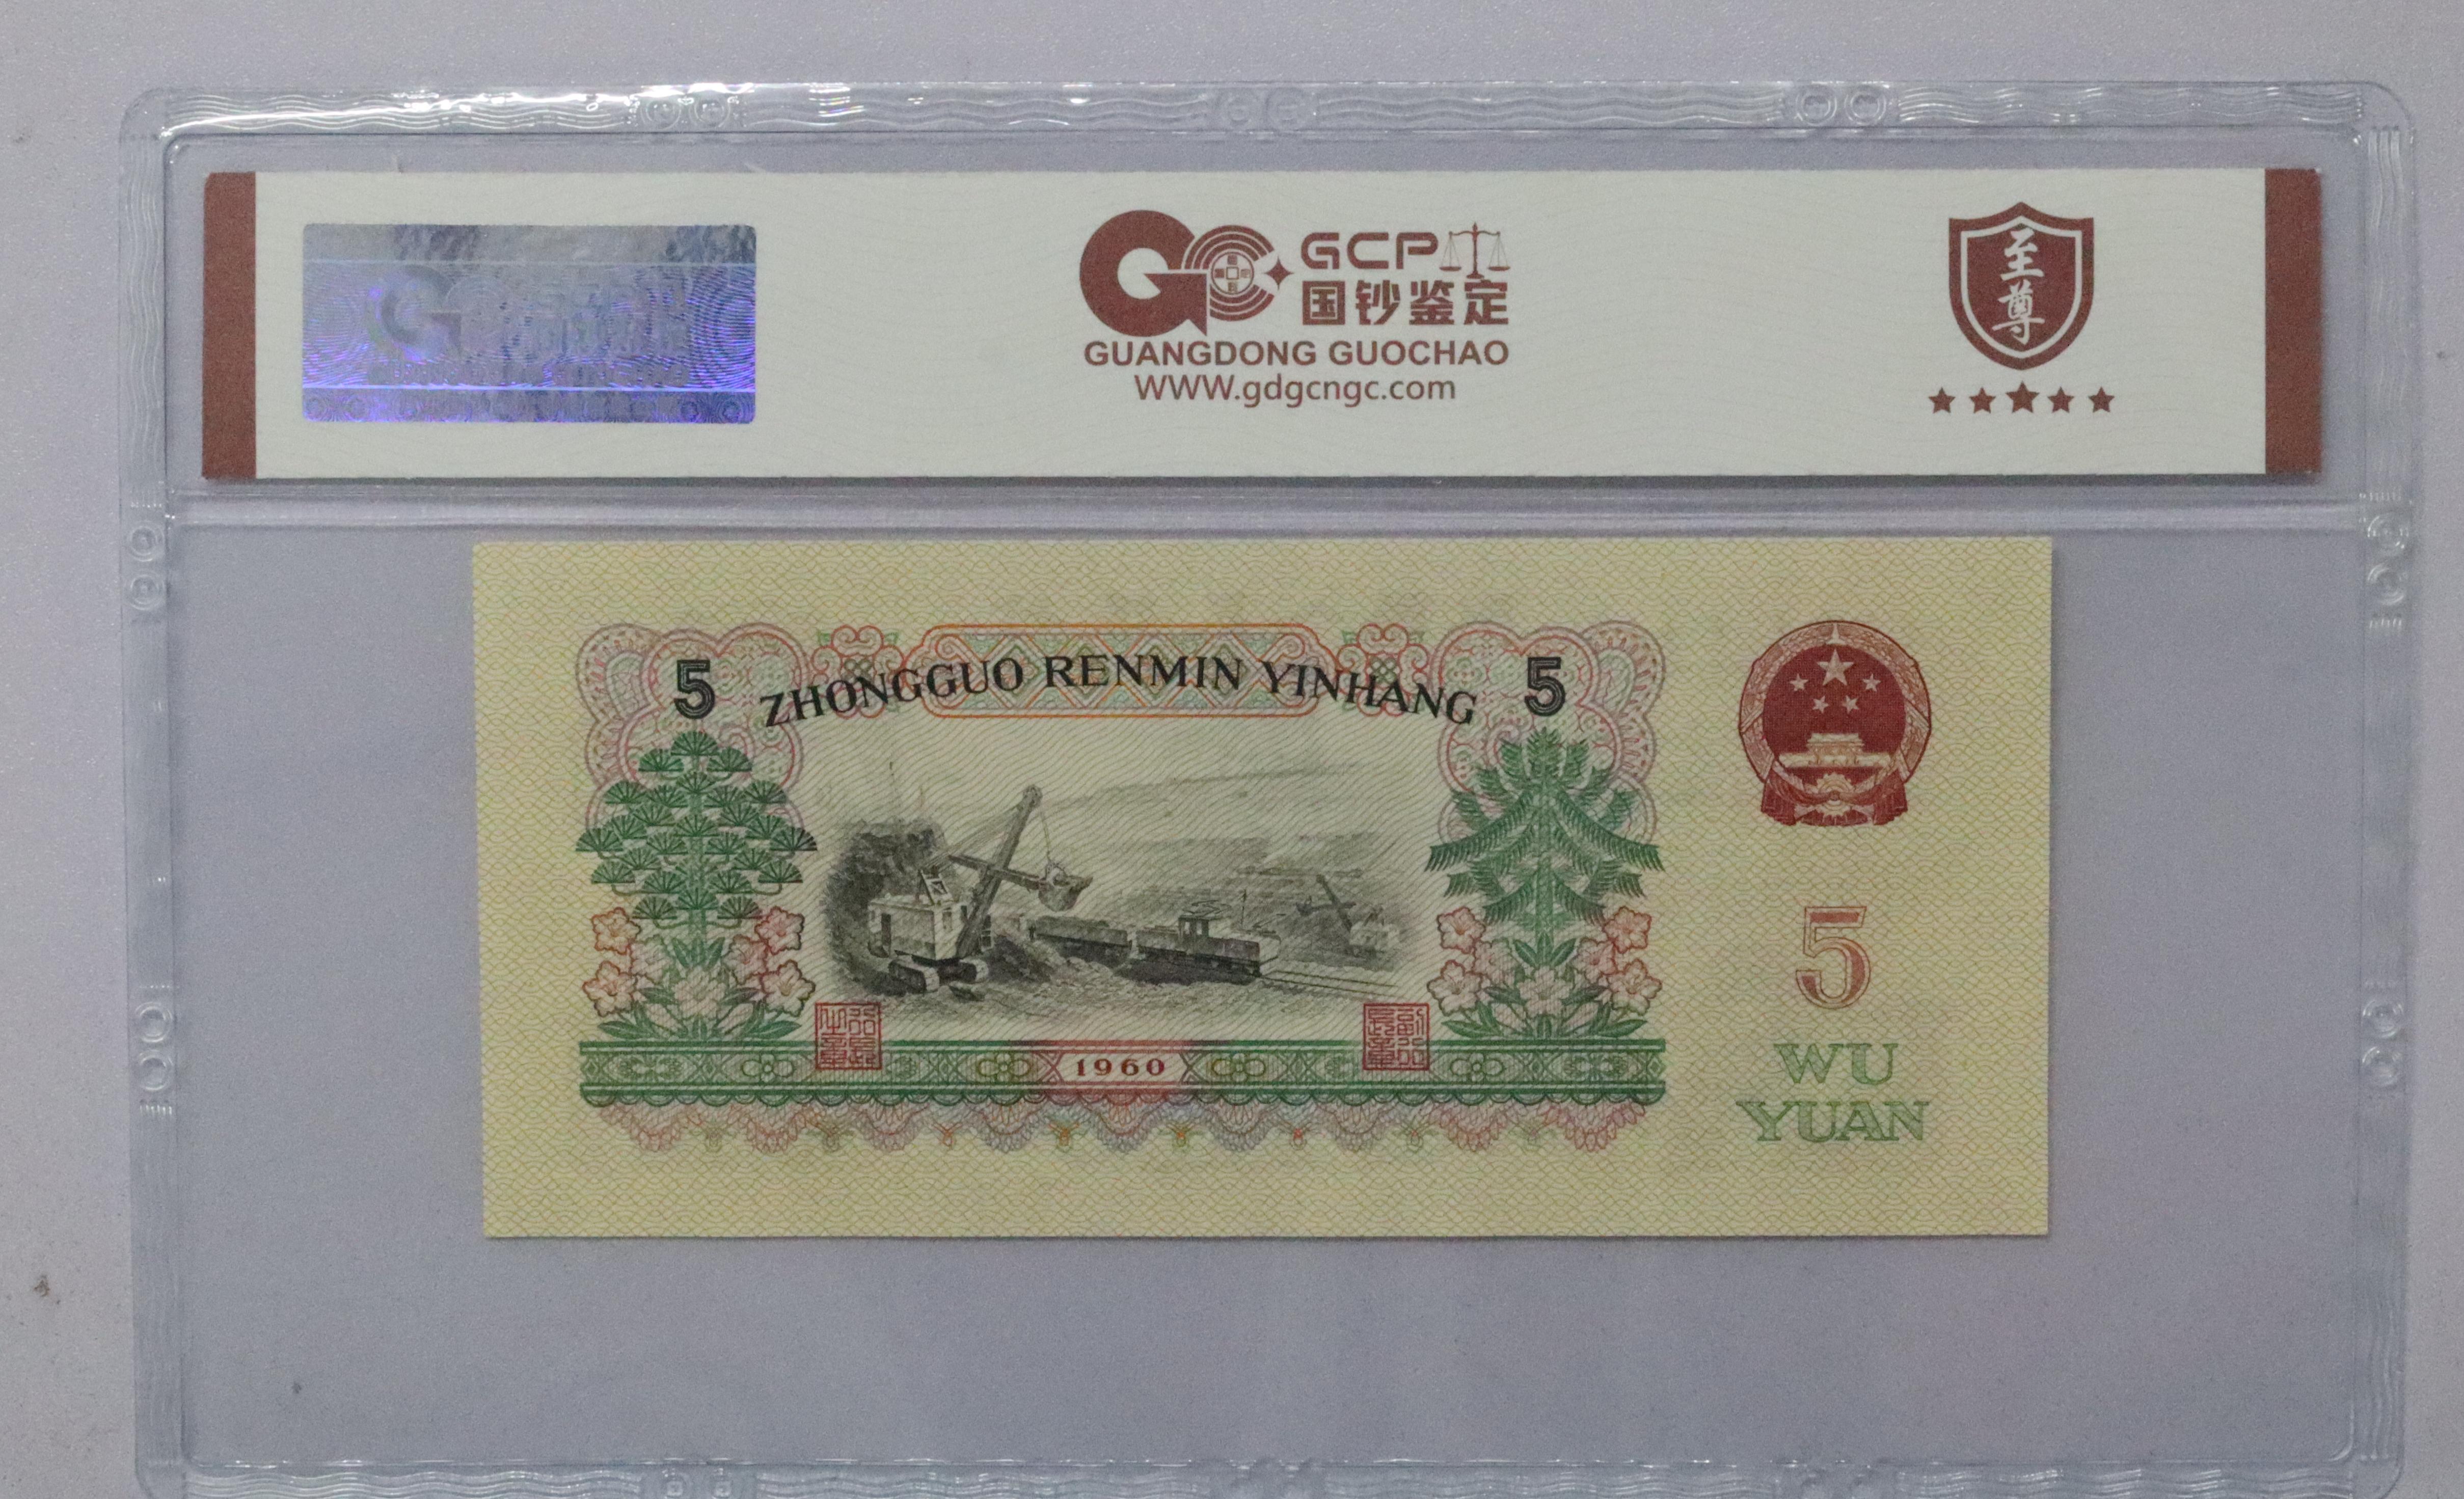 GCP
国钞鉴定
GUANGDONG GUOCHAO
WWW.gdgcngc.com
至尊
5 ZHONGGUO RENMIN YINHANG 5
5
1960
WU
YUAN